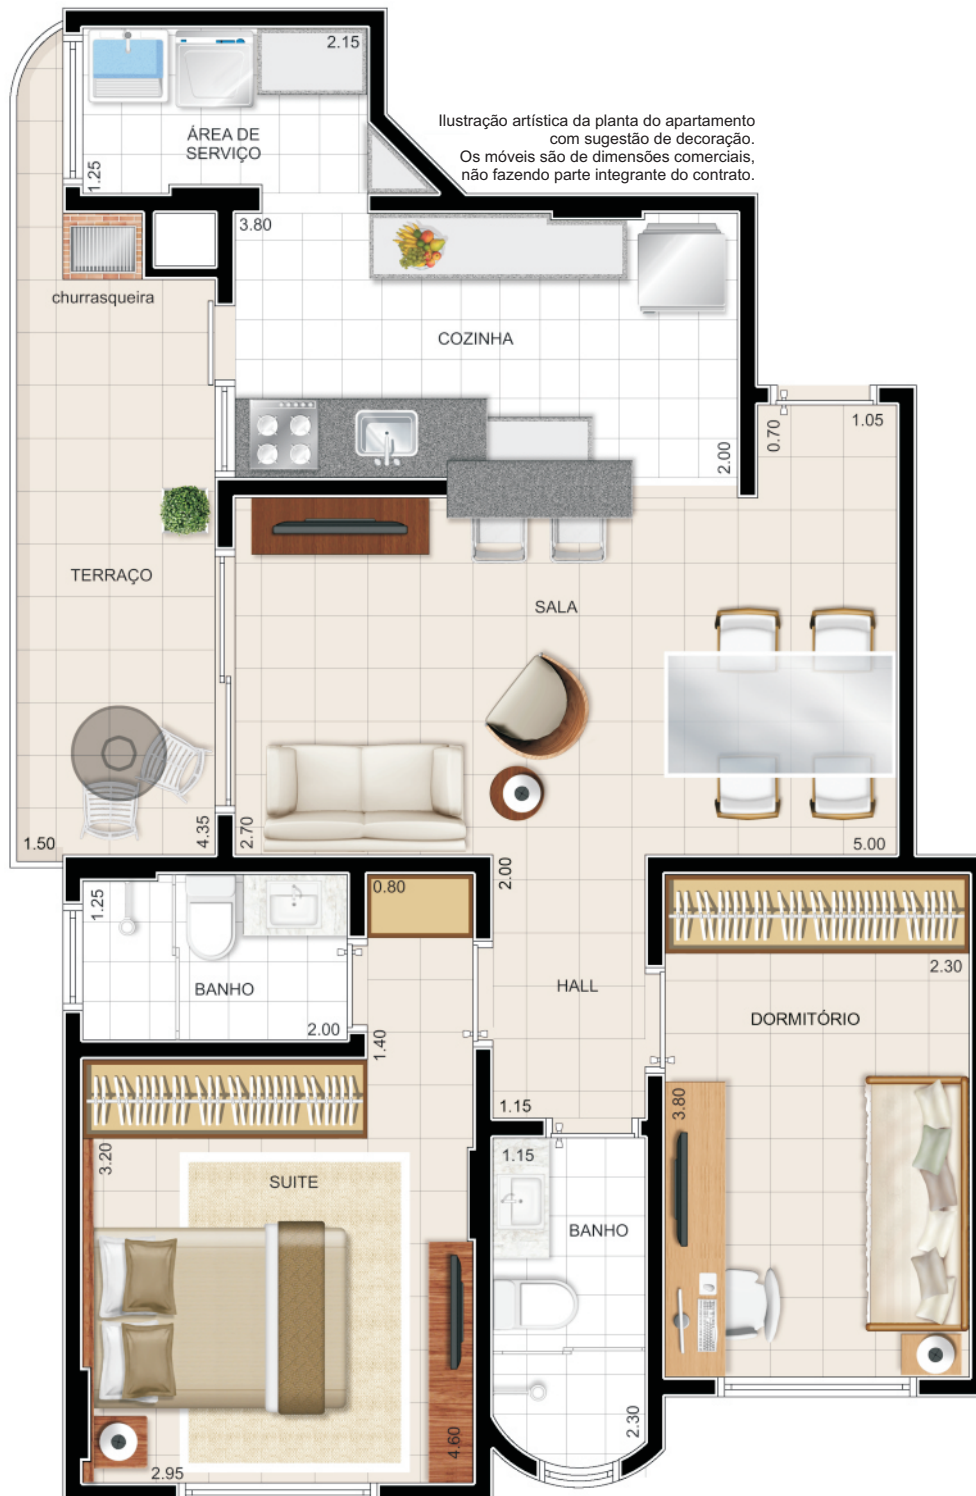 2.15
Ilustração artística da planta do apartamento
com sugestão de decoração.
Os móveis são de dimensões comerciais,
não fazendo parte integrante do contrato.
ÁREA DE
SERVIÇO
1.25
3.80
churrasqueira
COZINHA
2.00
0.70
1.05
TERRAÇO
SALA
1.50
4.35
2.70
5.00
2.00
1.25
0.80
BANHO
2.00
HALL
2.30
DORMITÓRIO
1.40
1.15
3.80
3.20
SUITE
1.15
BANHO
2.30
4.60
2.95